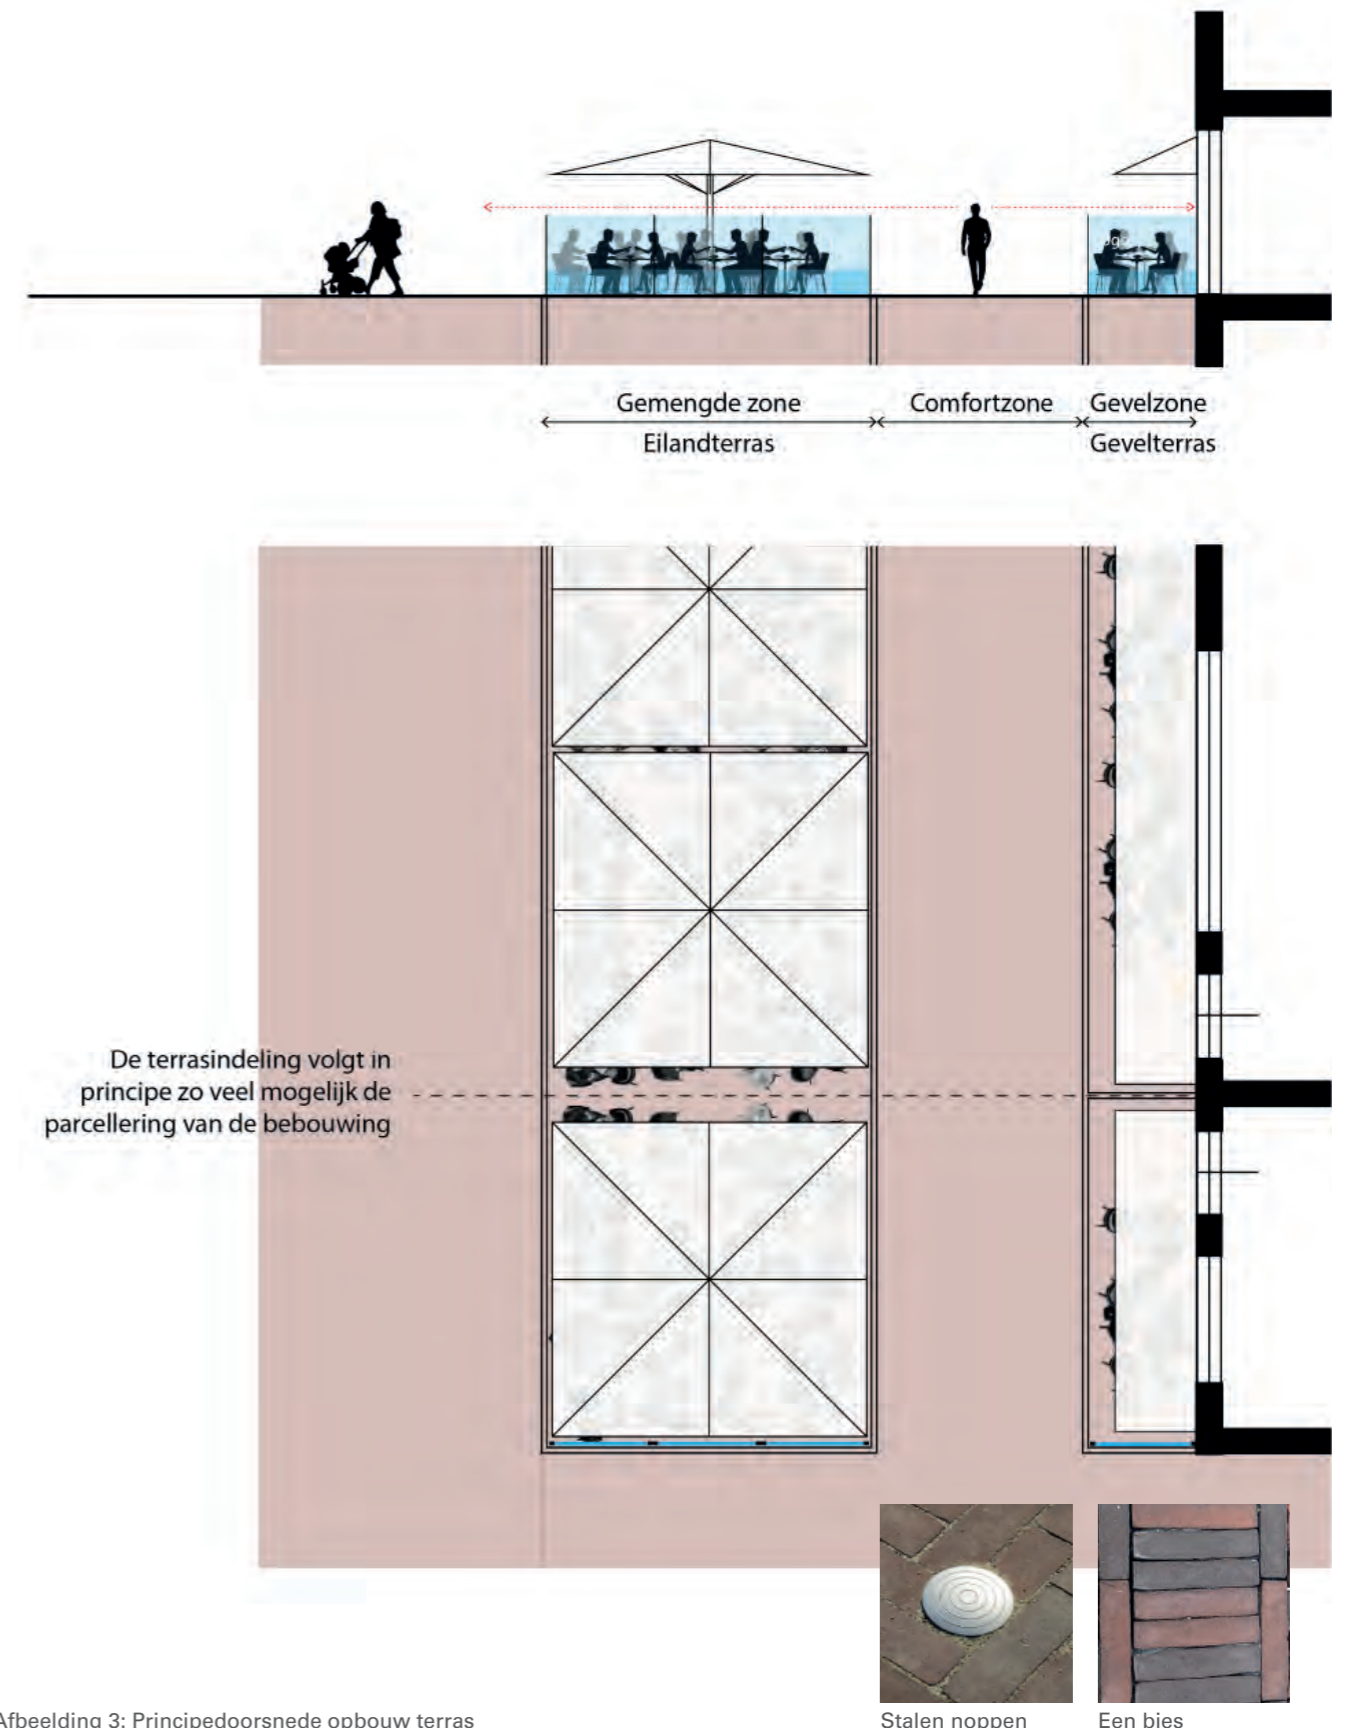 Gemengde zone
Eilandterras
Comfortzone
Gevelzone
Gevelterras
De terrasindeling volgt in
principe zo veel mogelijk de
parcellering van de bebouwing
Afbeelding 3: Principedoorsnede opbouw terras
Stalen noppen
Een bies